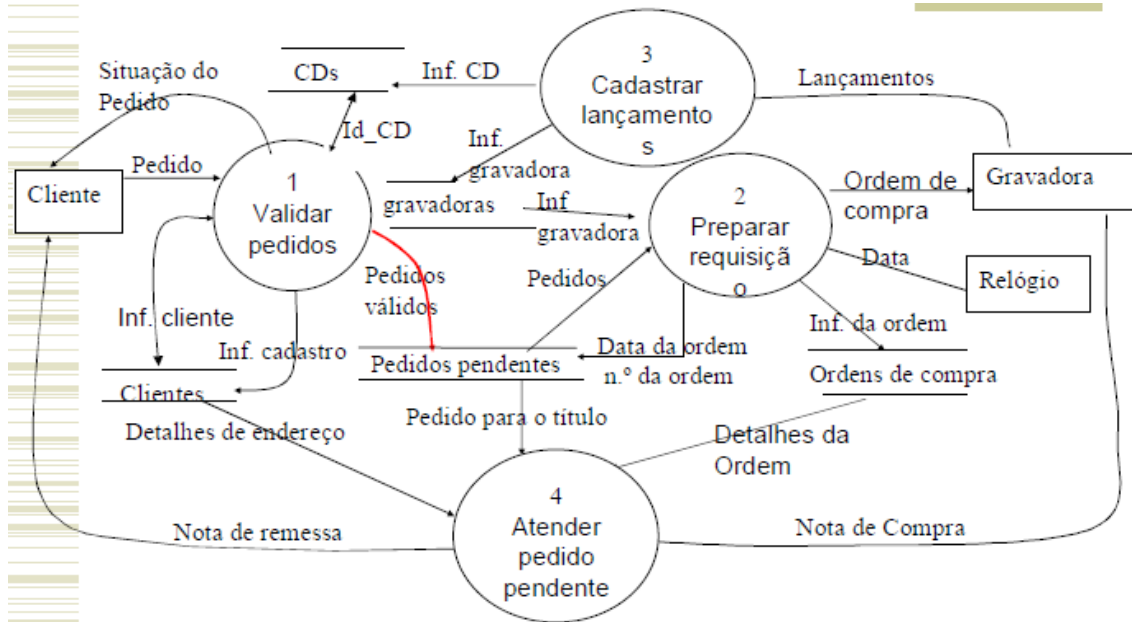 3
Cadastrar
lançamento
s
Situação do
Pedido
CDs
Inf. CD
Lançamentos
Id_CD
Inf.
gravadora
Pedido
Cliente
1
Validar
pedidos
gravadoras
Inf
gravadora
2
Preparar
requisiçã
o
Ordem de
compra
Gravadora
Data
Relógio
Pedidos
válidos
Pedidos
Inf. cliente
Inf. cadastro
Inf. da ordem
Clientes
Pedidos pendentes
Data da ordem
n.º da ordem
Ordens de compra
Detalhes de endereço
Pedido para o título
Detalhes da
Ordem
4
Atender
pedido
pendente
Nota de remessa
Nota de Compra